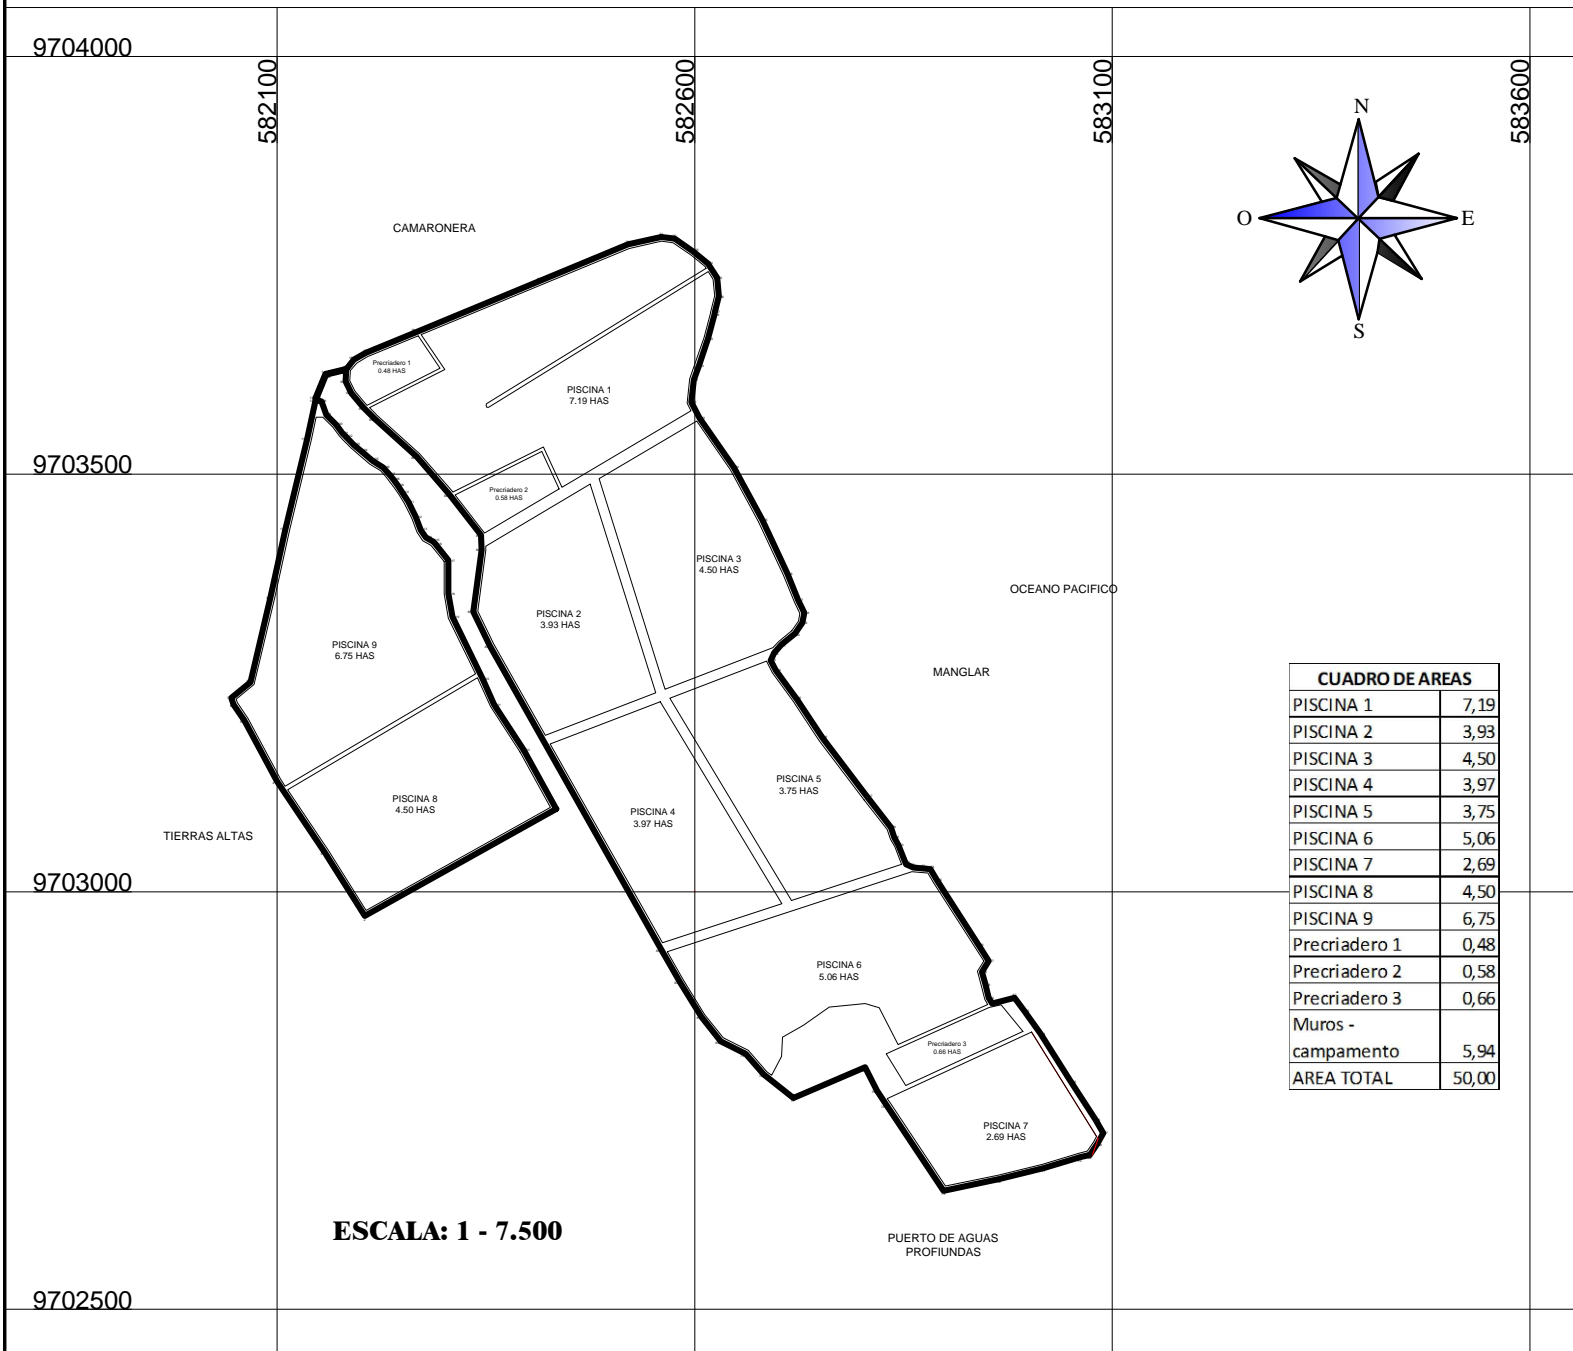 9704000
582100
582600
583100
583600
N
O
E
S
CAMARONERA
Precriadero 1
0.48 HAS
PISCINA 1
7.19 HAS
9703500
Precriadero 2
0.58 HAS
PISCINA 3
4.50 HAS
OCEANO PACIFICO
PISCINA 2
3.93 HAS
PISCINA 9
6.75 HAS
MANGLAR
CUADRO DE AREAS
PISCINA 1 7,19
PISCINA 2 3,93
PISCINA 3 4,50
PISCINA 4 3,97
PISCINA 5 3,75
PISCINA 6 5,06
PISCINA 7 2,69
PISCINA 8 4,50
PISCINA 9 6,75
Precriadero 1 0,48
Precriadero 2 0,58
Precriadero 3 0,66
Muros -
campamento 5,94
AREA TOTAL 50,00
PISCINA 5
3.75 HAS
PISCINA 8
4.50 HAS
PISCINA 4
3.97 HAS
TIERRAS ALTAS
9703000
PISCINA 6
5.06 HAS
Precriadero 3
0.66 HAS
PISCINA 7
2.69 HAS
ESCALA: 1 - 7.500
PUERTO DE AGUAS
PROFIUNDAS
9702500